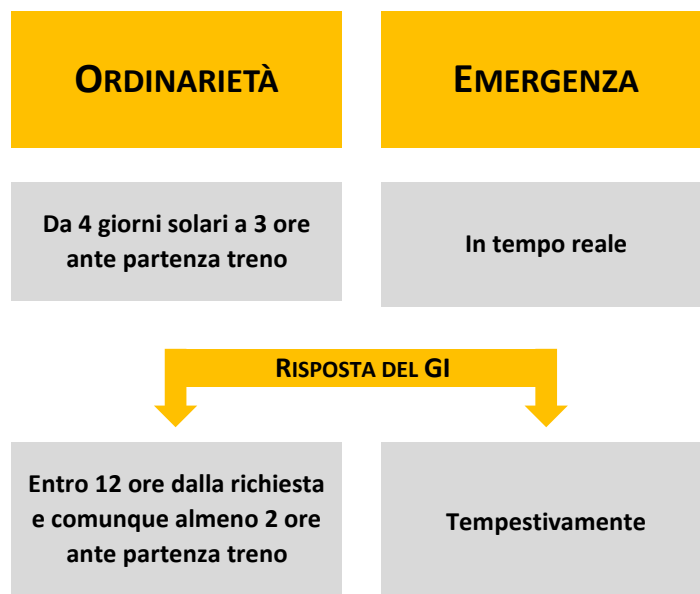 ORDINARIETÀ
EMERGENZA
Da 4 giorni solari a 3 ore
ante partenza treno
In tempo reale
RISPOSTA DEL GI
Entro 12 ore dalla richiesta
e comunque almeno 2 ore
ante partenza treno
Tempestivamente